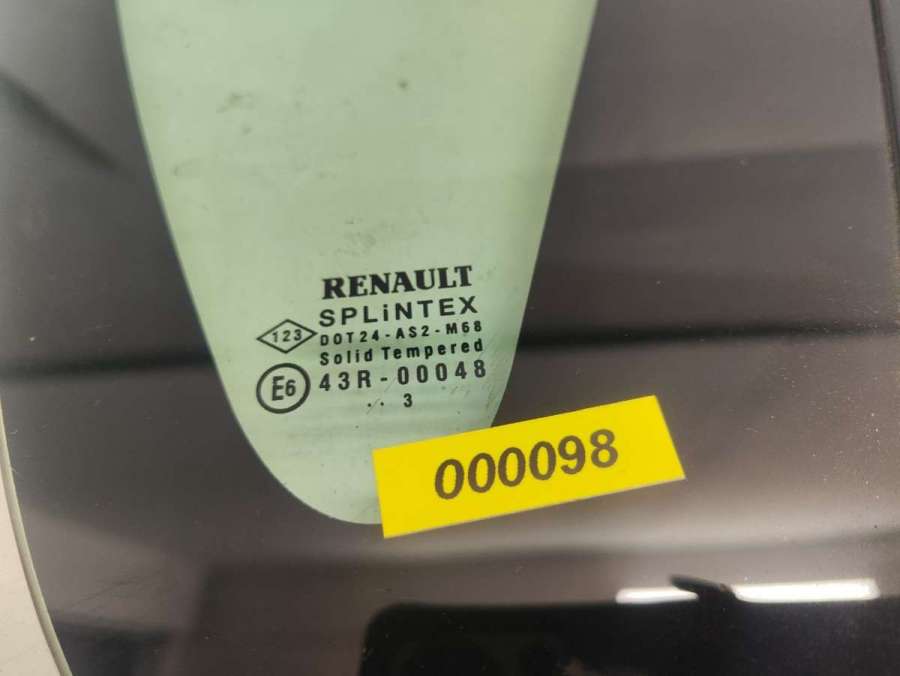 RENAULT
SPLiNTEX
123
DOT24-AS2-M68
Solid Tempered
E6
43R-00048
.. 3
000098